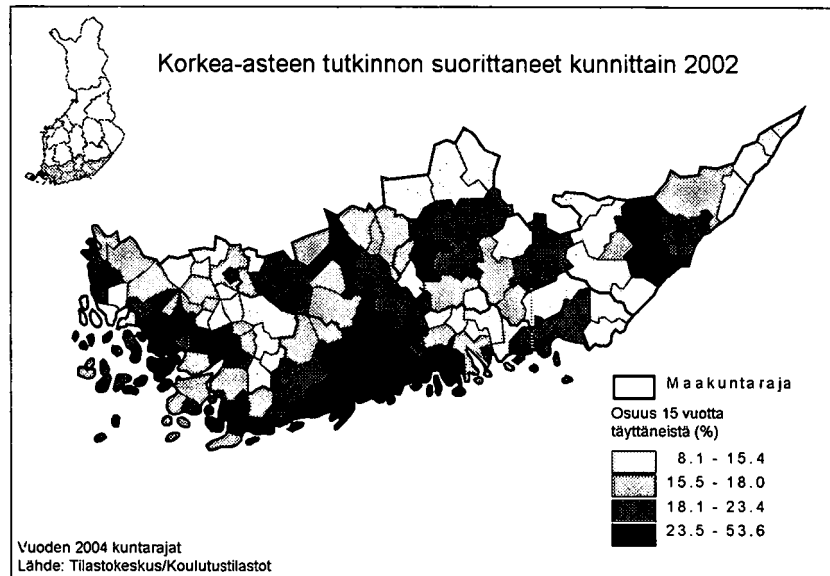 Korkea-asteen tutkinnon suorittaneet kunnittain 2002
Maakuntaraja
Osuus 15 vuotta
täyttäneistä (%)
8.1 - 15.4
15.5 - 18.0
18.1 - 23.4
23.5 - 53.6
Vuoden 2004 kuntarajat
Lähde: Tilastokeskus/Koulutustilastot